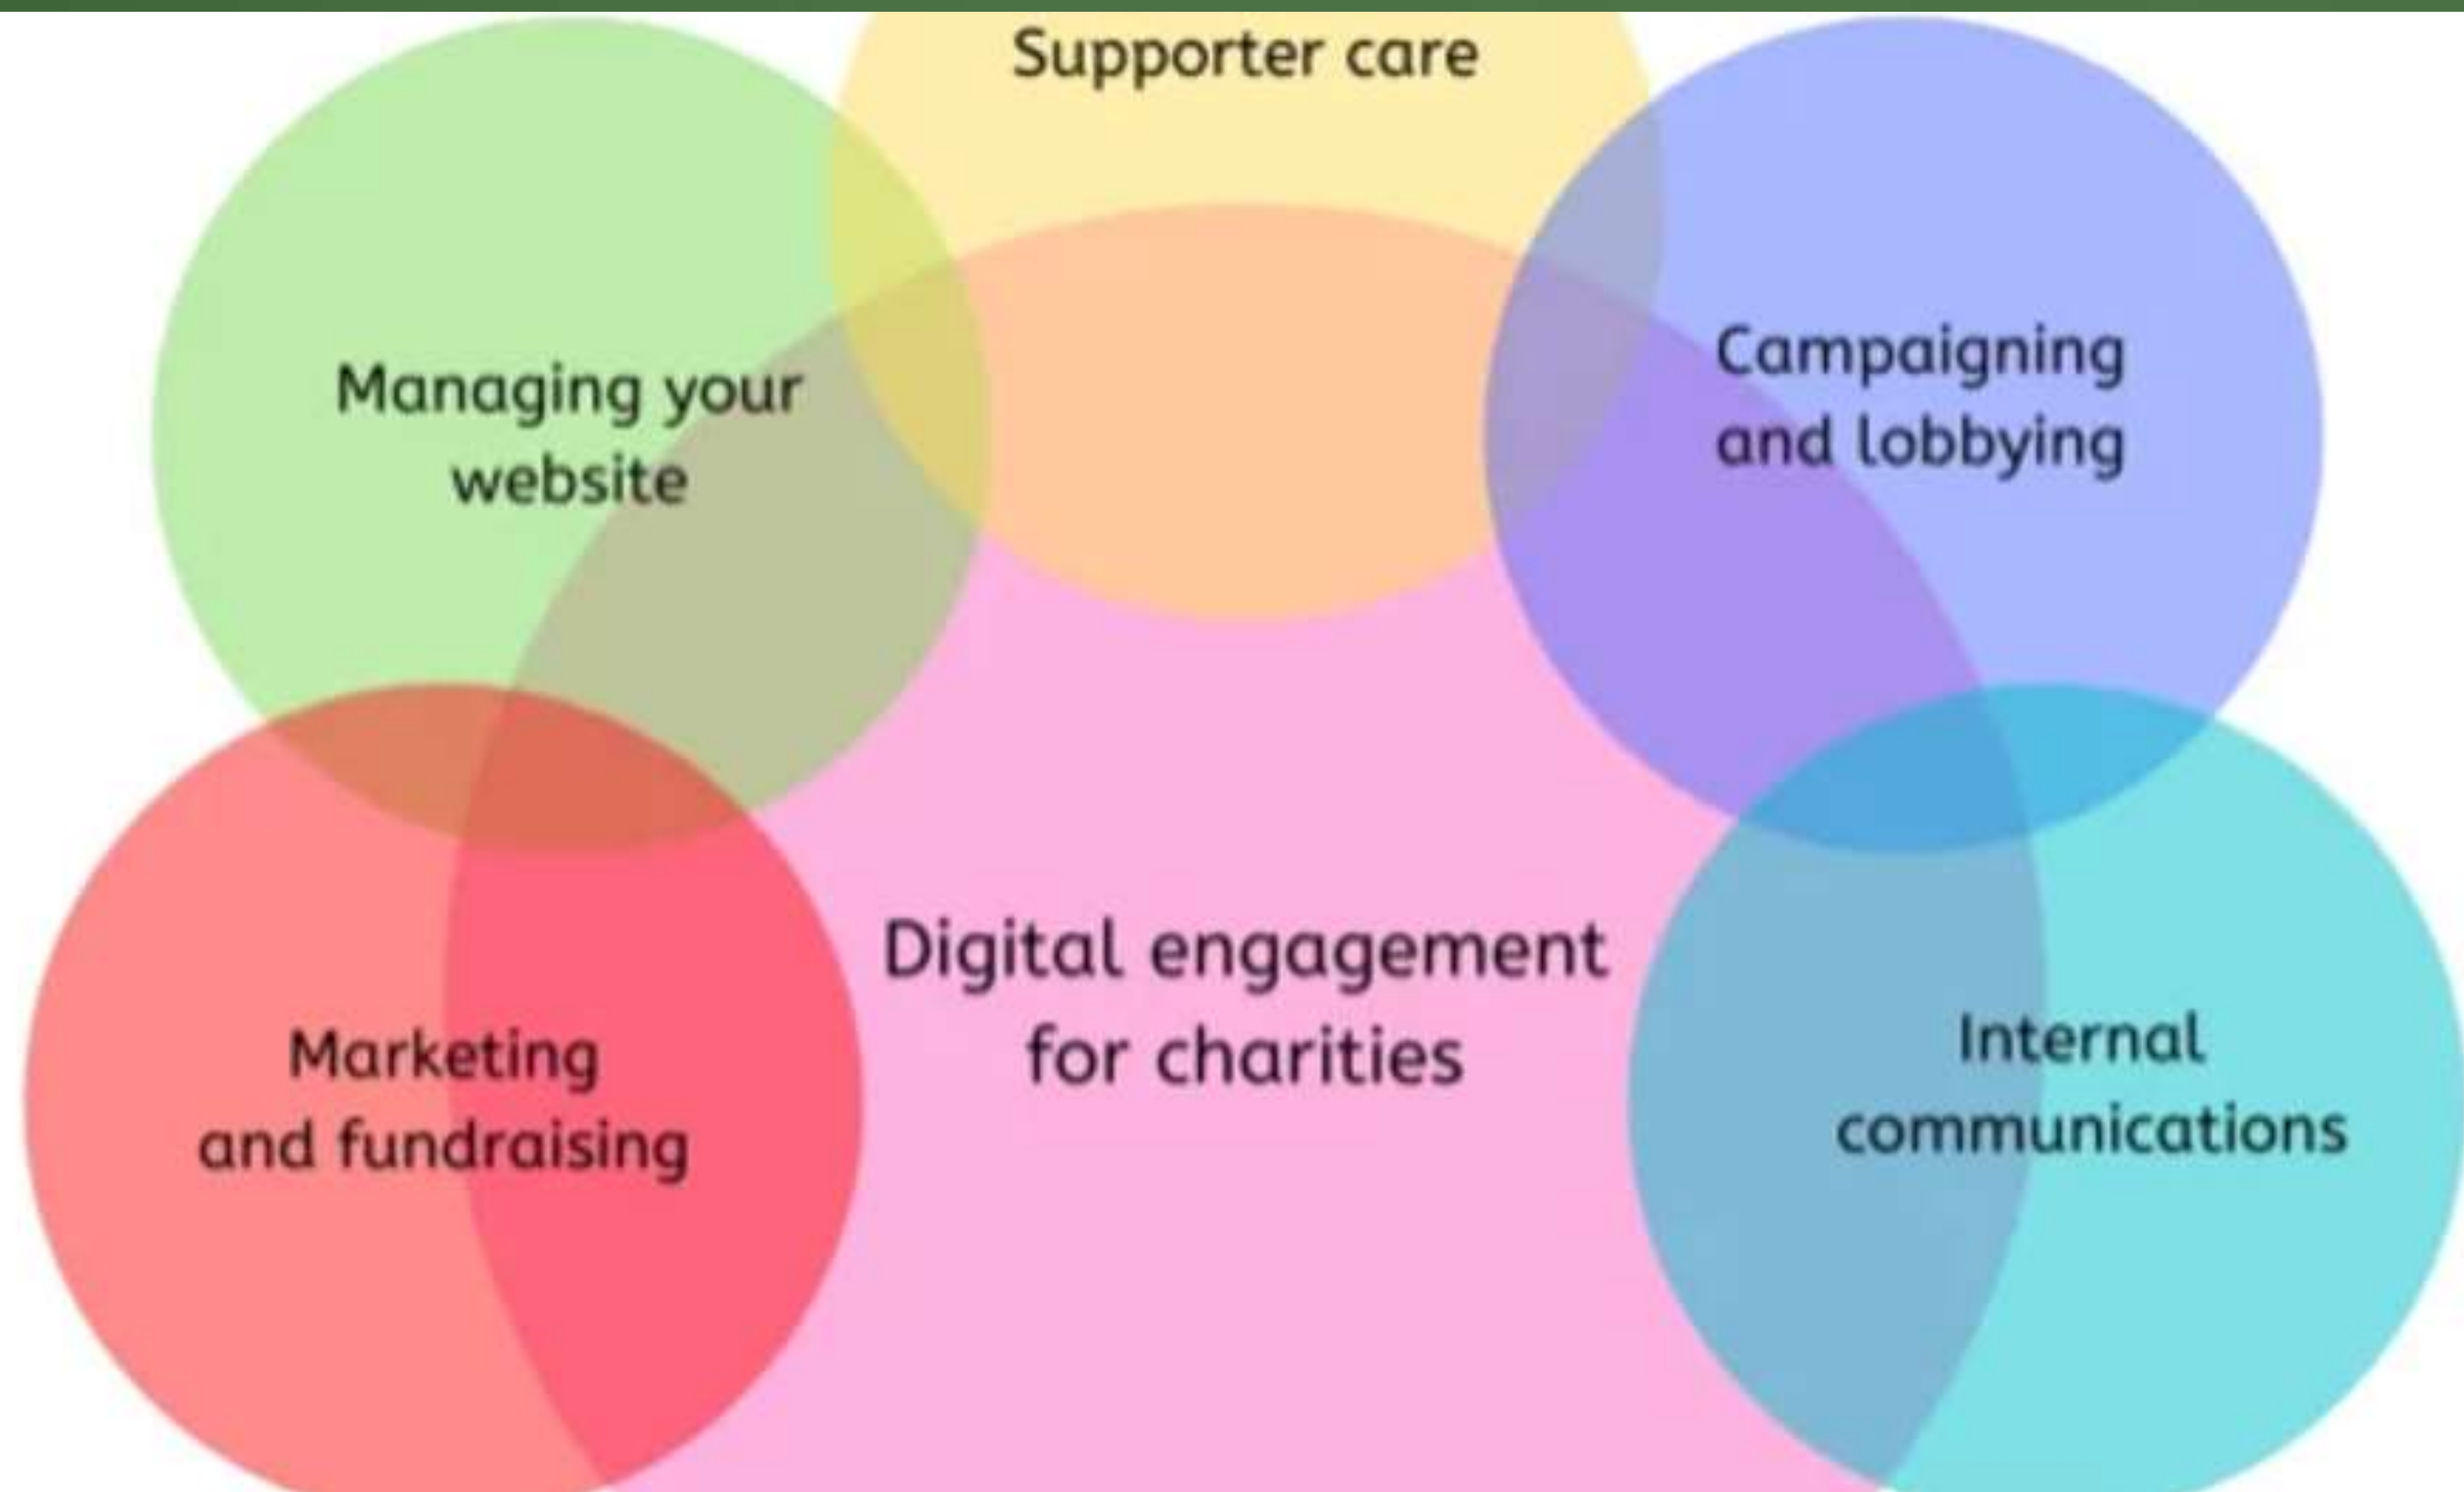 Supporter care
Managing your
website
Campaigning
and lobbying
Digital engagement
for charities
Marketing
and fundraising
Internal
communications